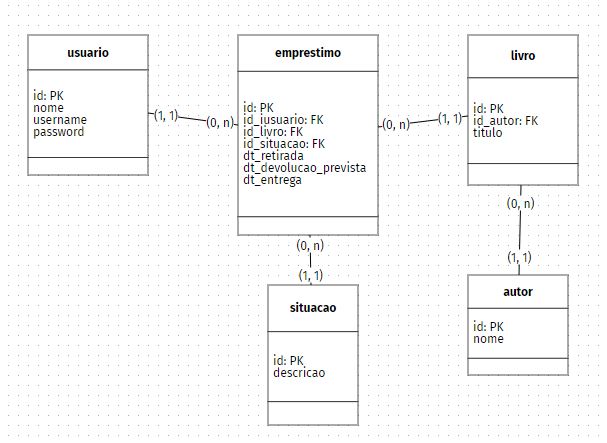 usuario
id: PK
nome
username
password
(1, 1)
(0, n)
emprestimo
id: PK
id_iusuario: FK
id_livro: FK
id_situacao: FK
dt_retirada
dt_devolucao_prevista
dt_entrega
(0, n)
(1, 1)
livro
id: PK
id_autor: FK
titulo
(0, n)
(1, 1)
situacao
id: PK
descricao
(0, n)
(1, 1)
autor
id: PK
nome